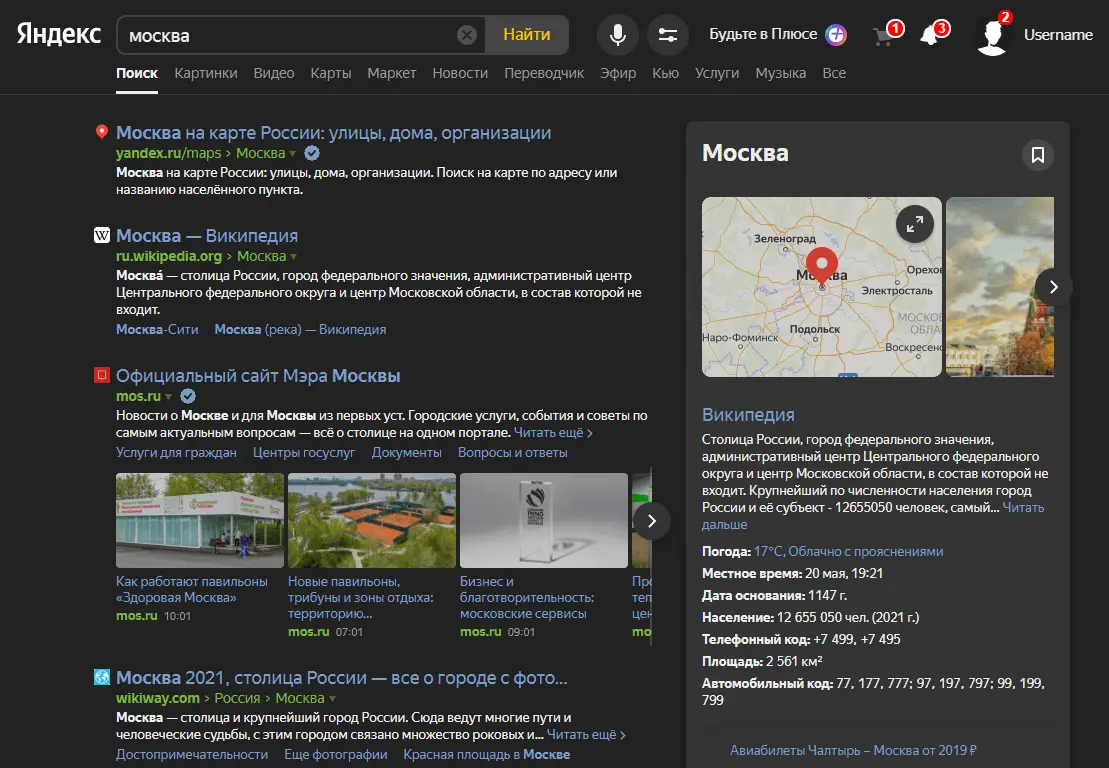 Яндекс
москва
Найти
Будьте в Плюсе
1
3
2
Username
Поиск Картинки Видео Карты Маркет Новости Переводчик Эфир Кью Услуги Музыка Все
Москва на карте России: улицы, дома, организации
yandex.ru/maps › Москва
Москва на карте России: улицы, дома, организации. Поиск на карте по адресу или
названию населённого пункта.
W
Москва — Википедия
ru.wikipedia.org › Москва
Москва́ — столица России, город федерального значения, административный центр
Центрального федерального округа и центр Московской области, в состав которой не
входит.
Москва-Сити Москва (река) — Википедия
Официальный сайт Мэра Москвы
mos.ru
Новости о Москве и для Москвы из первых уст. Городские услуги, события и советы по
самым актуальным вопросам — всё о столице на одном портале. Читать ещё ›
Услуги для граждан Центры госуслуг Документы Вопросы и ответы
Как работают павильоны
«Здоровая Москва»
mos.ru 10:01
Новые павильоны,
трибуны и зоны отдыха:
территорию...
mos.ru 07:01
Бизнес и
благотворительность:
московские сервисы
mos.ru 09:01
Про
теп
цен
mo
Москва 2021, столица России — все о городе с фото...
wikiway.com › Россия › Москва
Москва — столица и крупнейший город России. Сюда ведут многие пути и
человеческие судьбы, с этим городом связано множество роковых и... Читать ещё ›
Достопримечательности Еще фотографии Красная площадь в Москве
Москва
Зеленоград
Москва
Орехов
Электросталь
МОСКОВ
ОБЛА
Подольск
Наро-Фоминск
Воскресенс
Википедия
Столица России, город федерального значения,
административный центр Центрального федерального
округа и центр Московской области, в состав которой не
входит. Крупнейший по численности населения город
России и её субъект - 12655050 человек, самый... Читать
дальше
Погода: 17°C, Облачно с прояснениями
Местное время: 20 мая, 19:21
Дата основания: 1147 г.
Население: 12 655 050 чел. (2021 г.)
Телефонный код: +7 499, +7 495
Площадь: 2 561 км²
Автомобильный код: 77, 177, 777; 97, 197, 797; 99, 199,
799
Авиабилеты Чалтырь – Москва от 2019 ₽